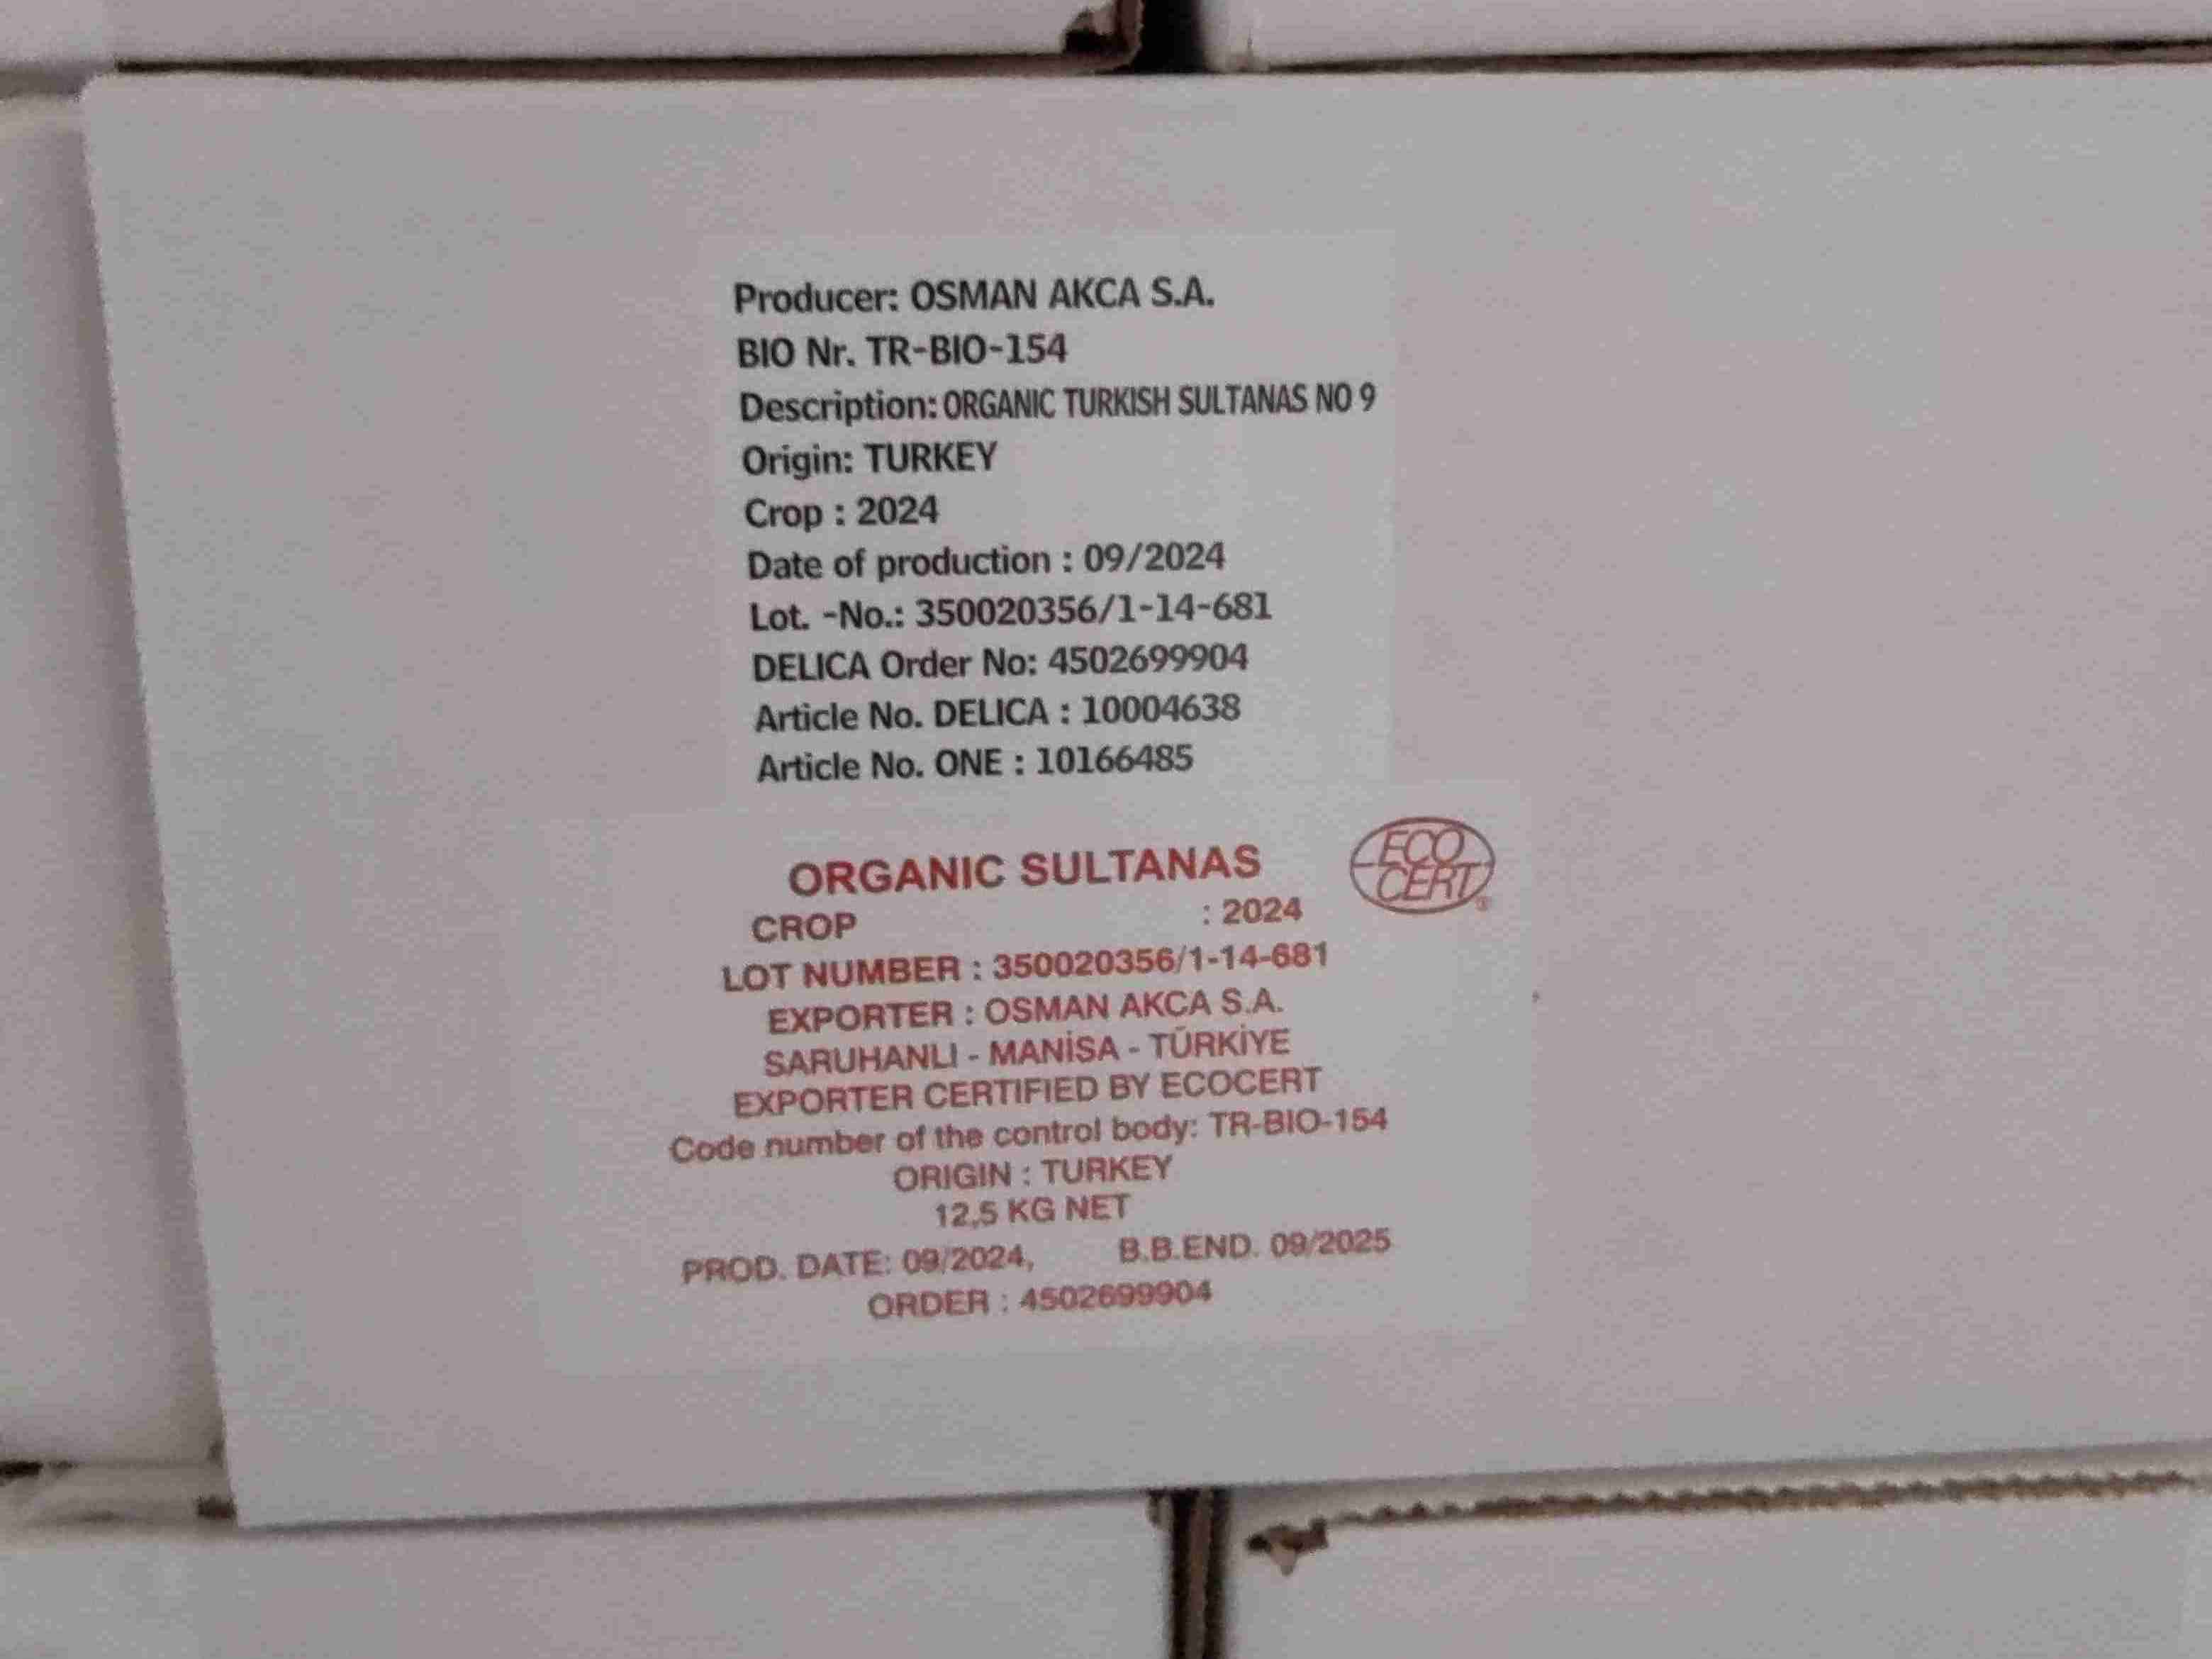 Producer: OSMAN AKCA S.A.
BIO Nr. TR-BIO-154
Description: ORGANIC TURKISH SULTANAS NO 9
Origin: TURKEY
Crop : 2024
Date of production : 09/2024
Lot. -No.: 350020356/1-14-681
DELICA Order No: 4502699904
Article No. DELICA : 10004638
Article No. ONE : 10166485
ORGANIC SULTANAS
ECO
CERT®
CROP : 2024
LOT NUMBER : 350020356/1-14-681
EXPORTER : OSMAN AKCA S.A.
SARUHANLI - MANİSA - TÜRKİYE
EXPORTER CERTIFIED BY ECOCERT
Code number of the control body: TR-BIO-154
ORIGIN : TURKEY
12,5 KG NET
PROD. DATE: 09/2024, B.B.END. 09/2025
ORDER : 4502699904